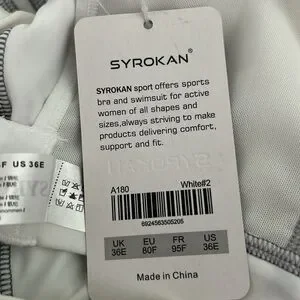 SYROKAN®
SYROKAN sport offers sports
bra and swimsuit for active
women of all shapes and
sizes,always striving to make
products delivering comfort,
support and fit.
A180 White#2
6924563505205
UK EU FR US
36E 80F 95F 36E
Made in China
US 36E